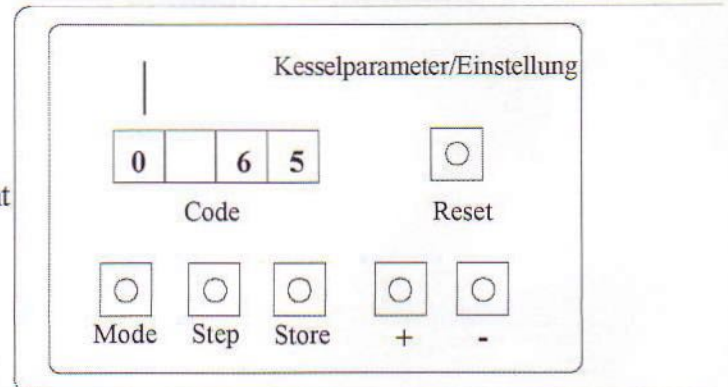 Kesselparameter/Einstellung
0 6 5
Code Reset
Mode Step Store + -